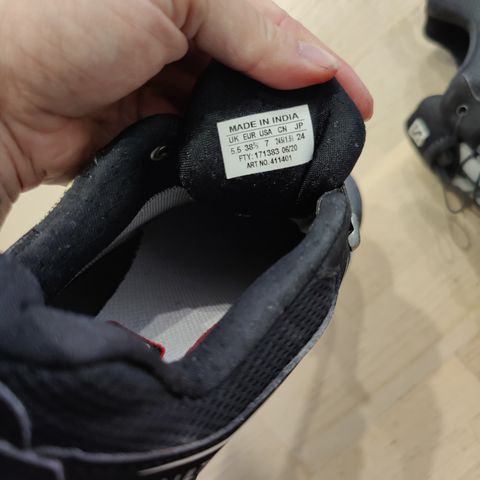 MADE IN INDIA
UK EUR USA CN JP
5.5 38½ 7 245(1.5) 24
FTY: 171383 06/20
ART NO. 411401